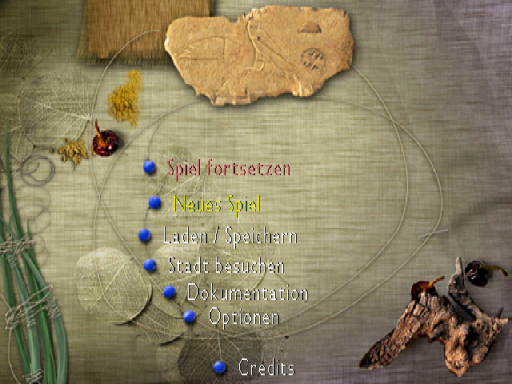 Spiel fortsetzen
Neues Spiel
Laden / Speichern
Stadt besuchen
Dokumentation
Optionen
Credits